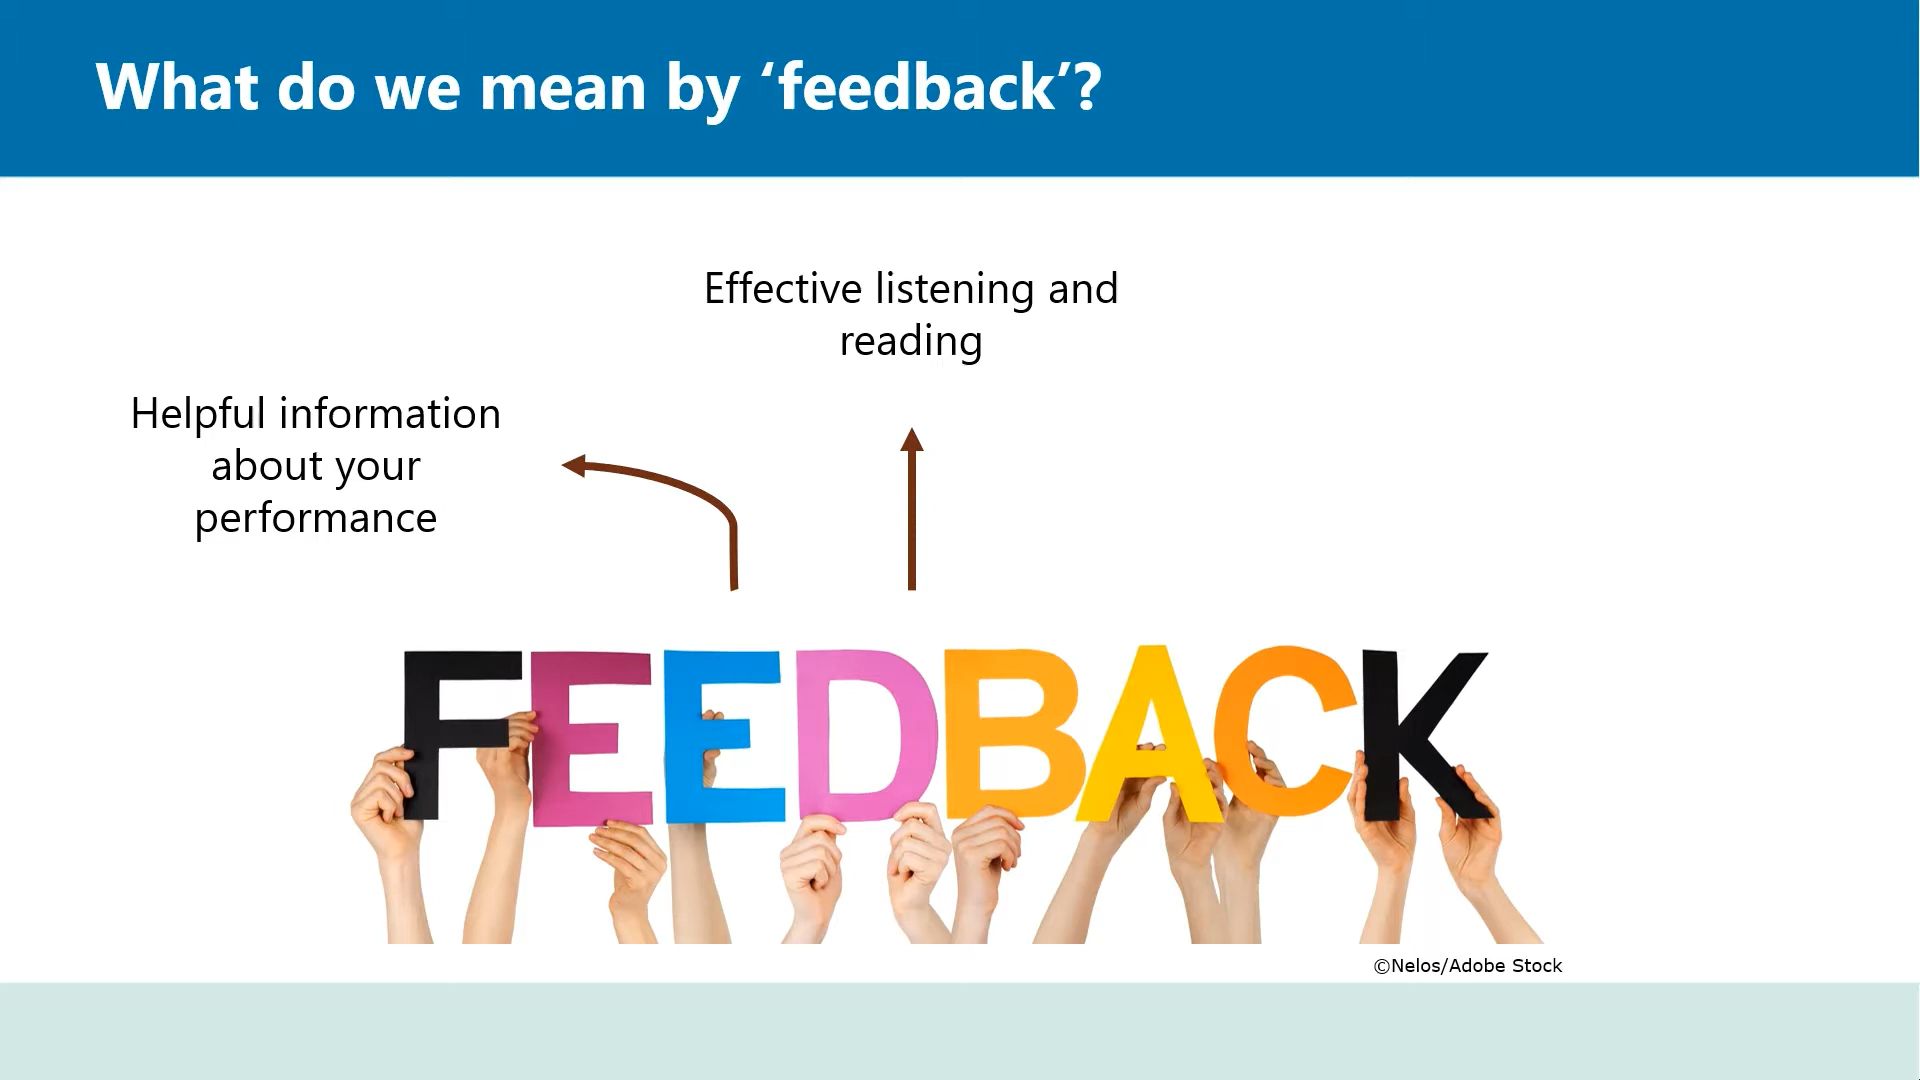 What do we mean by ‘feedback’?
Effective listening and
reading
Helpful information
about your
performance
FEEDBACK
©Nelos/Adobe Stock